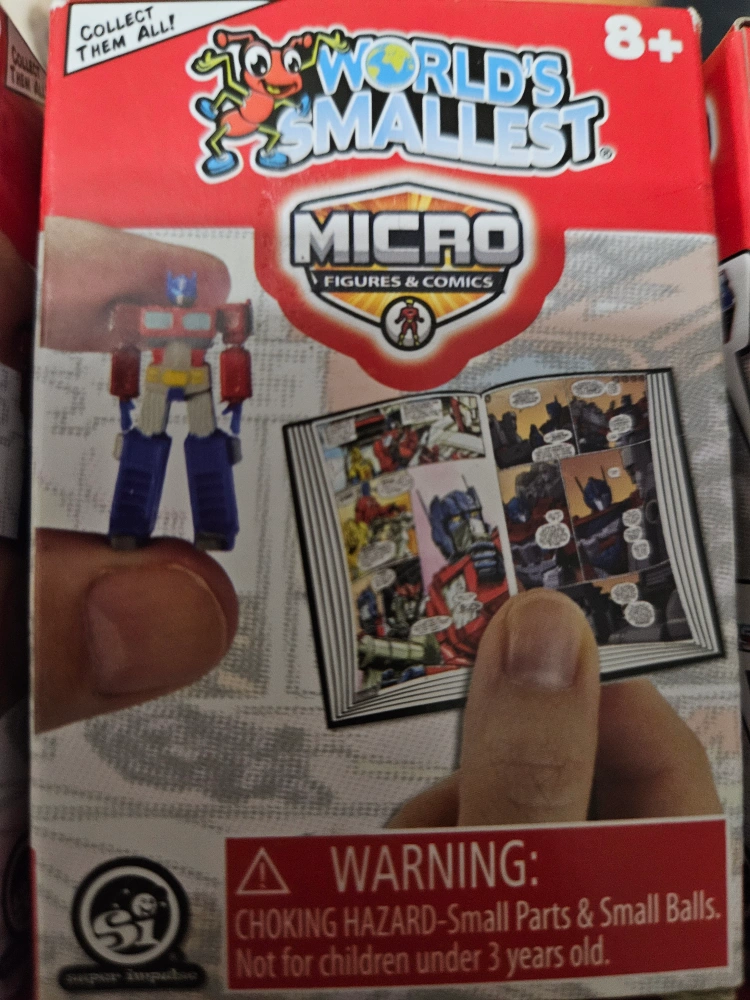 COLLECT
THEM ALL!
8+
WORLD'S
SMALLEST®
MICRO
FIGURES & COMICS
WARNING:
CHOKING HAZARD-Small Parts & Small Balls.
Not for children under 3 years old.
Si
super impulse